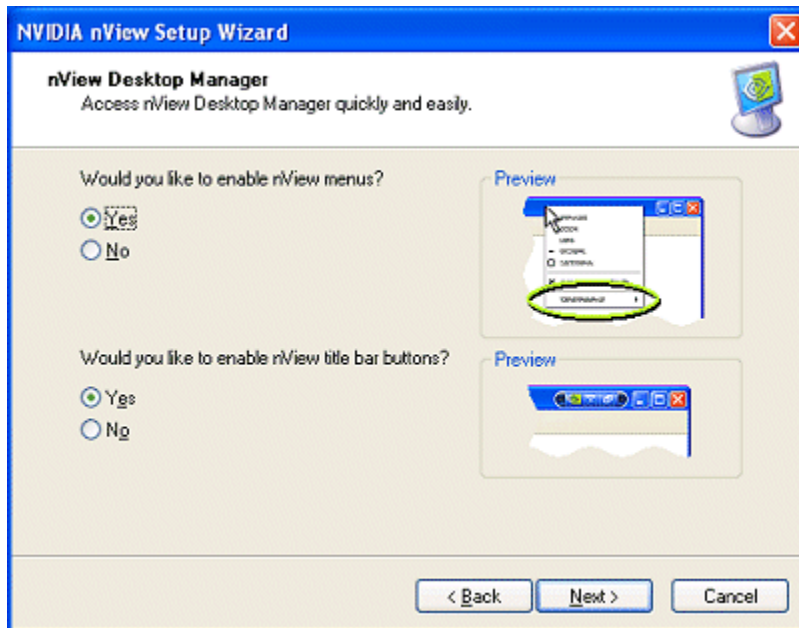 NVIDIA nView Setup Wizard
nView Desktop Manager
Access nView Desktop Manager quickly and easily.
Would you like to enable nView menus?
Preview
Yes
No
Would you like to enable nView title bar buttons?
Preview
Yes
No
< Back
Next >
Cancel